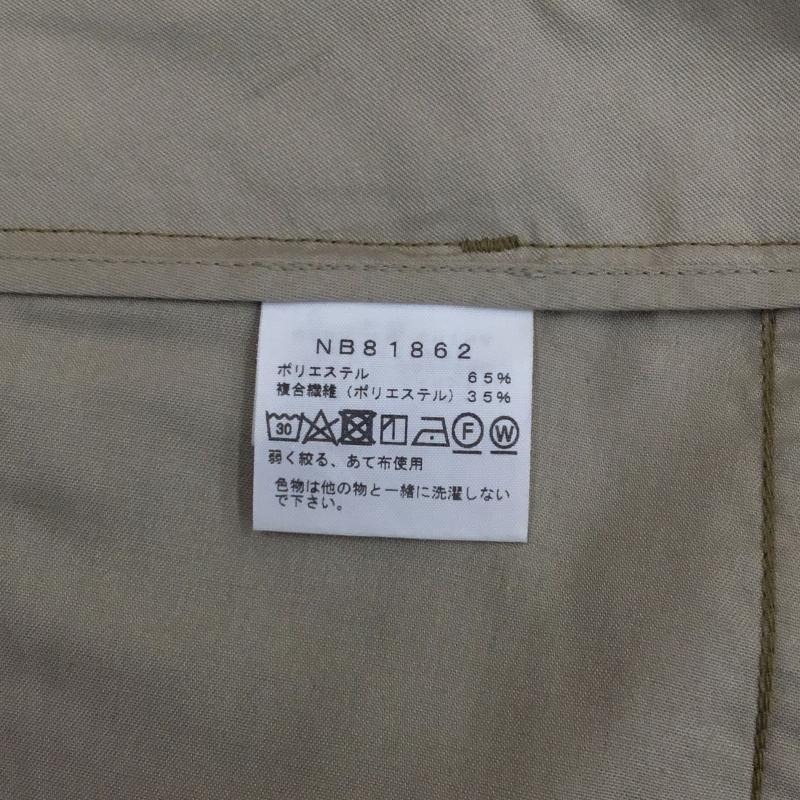 NB81862
ポリエステル 65%
複合繊維(ポリエステル)35%
30 F W
弱く絞る、あて布使用
色物は他の物と一緒に洗濯しない
で下さい。